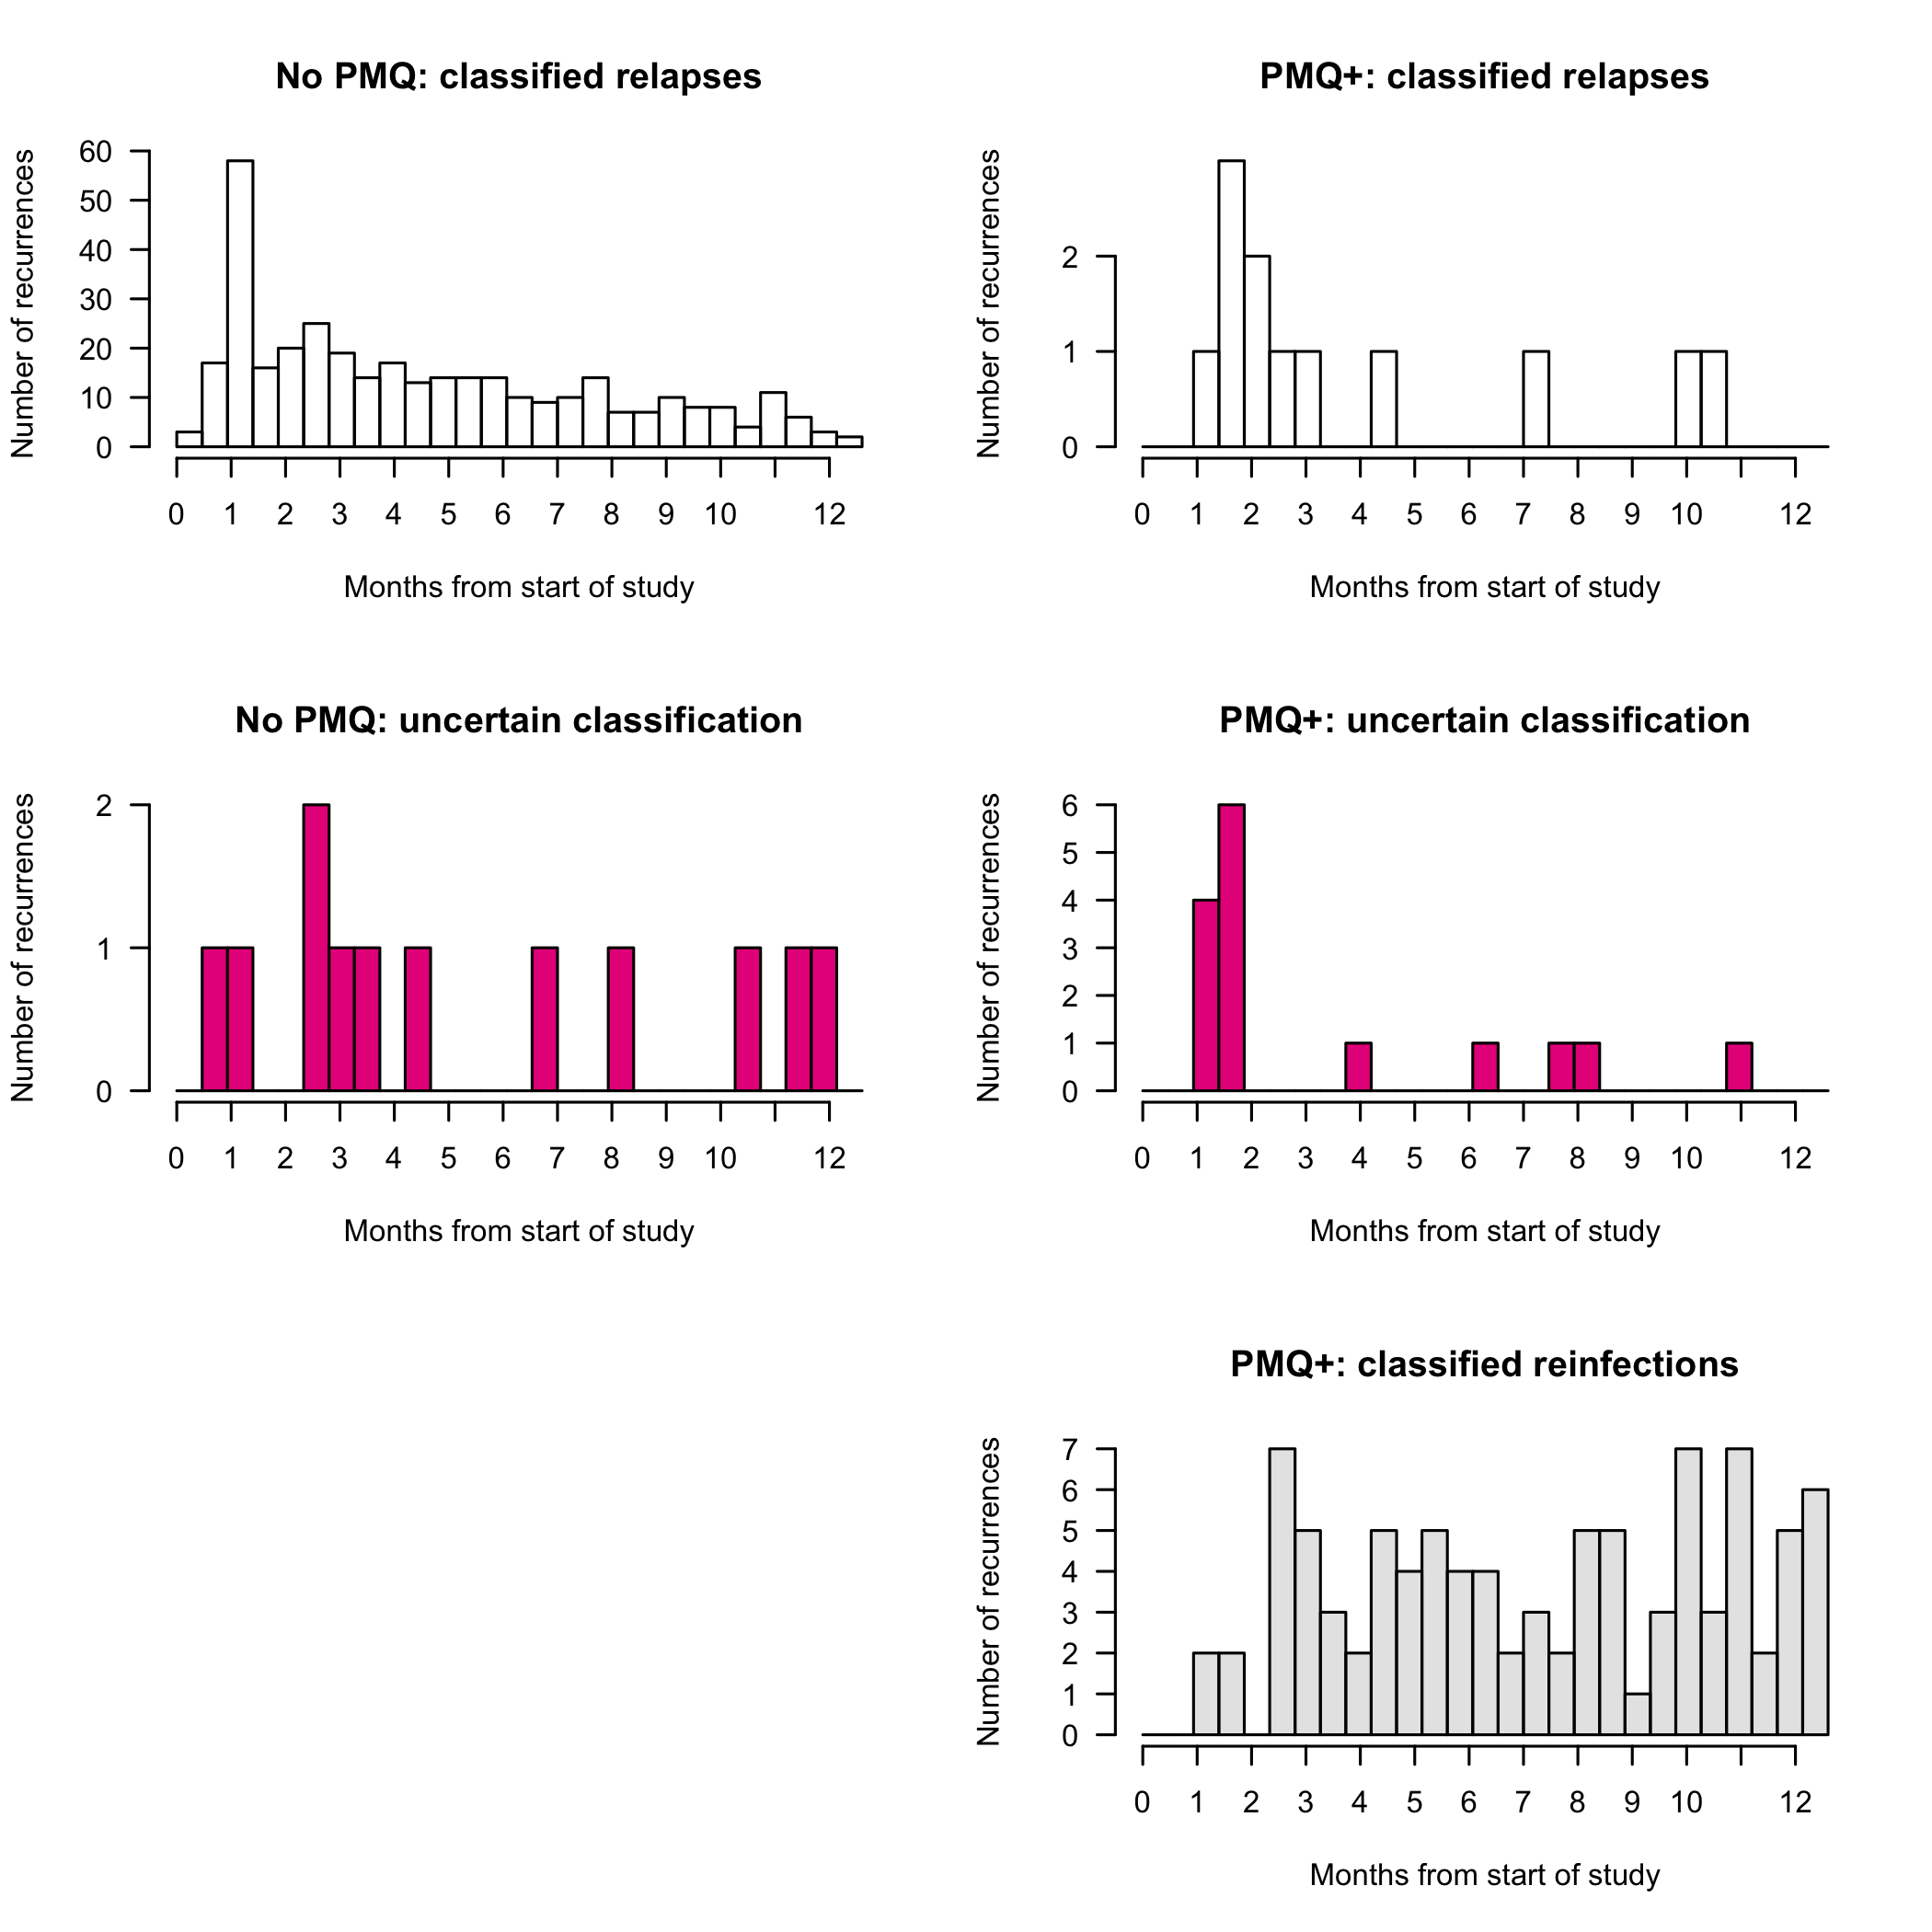 No PMQ: classified relapses
Number of recurrences
60
50
40
30
20
10
0
0 1 2 3 4 5 6 7 8 9 10 12
Months from start of study
PMQ+: classified relapses
Number of recurrences
2
1
0
0 1 2 3 4 5 6 7 8 9 10 12
Months from start of study
No PMQ: uncertain classification
Number of recurrences
2
1
0
0 1 2 3 4 5 6 7 8 9 10 12
Months from start of study
PMQ+: uncertain classification
Number of recurrences
6
5
4
3
2
1
0
0 1 2 3 4 5 6 7 8 9 10 12
Months from start of study
PMQ+: classified reinfections
Number of recurrences
7
6
5
4
3
2
1
0
0 1 2 3 4 5 6 7 8 9 10 12
Months from start of study